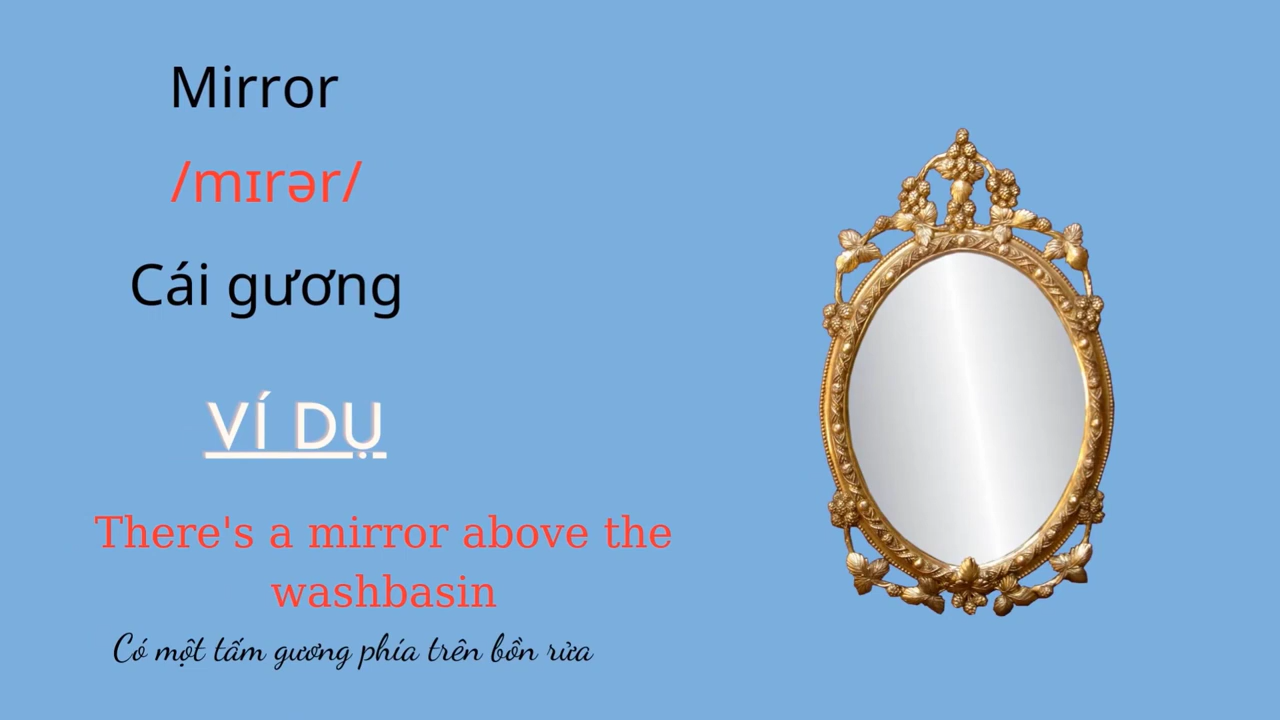 Mirror
/mɪrər/
Cái gương
VÍ DỤ
There's a mirror above the
washbasin
Có một tấm gương phía trên bồn rửa